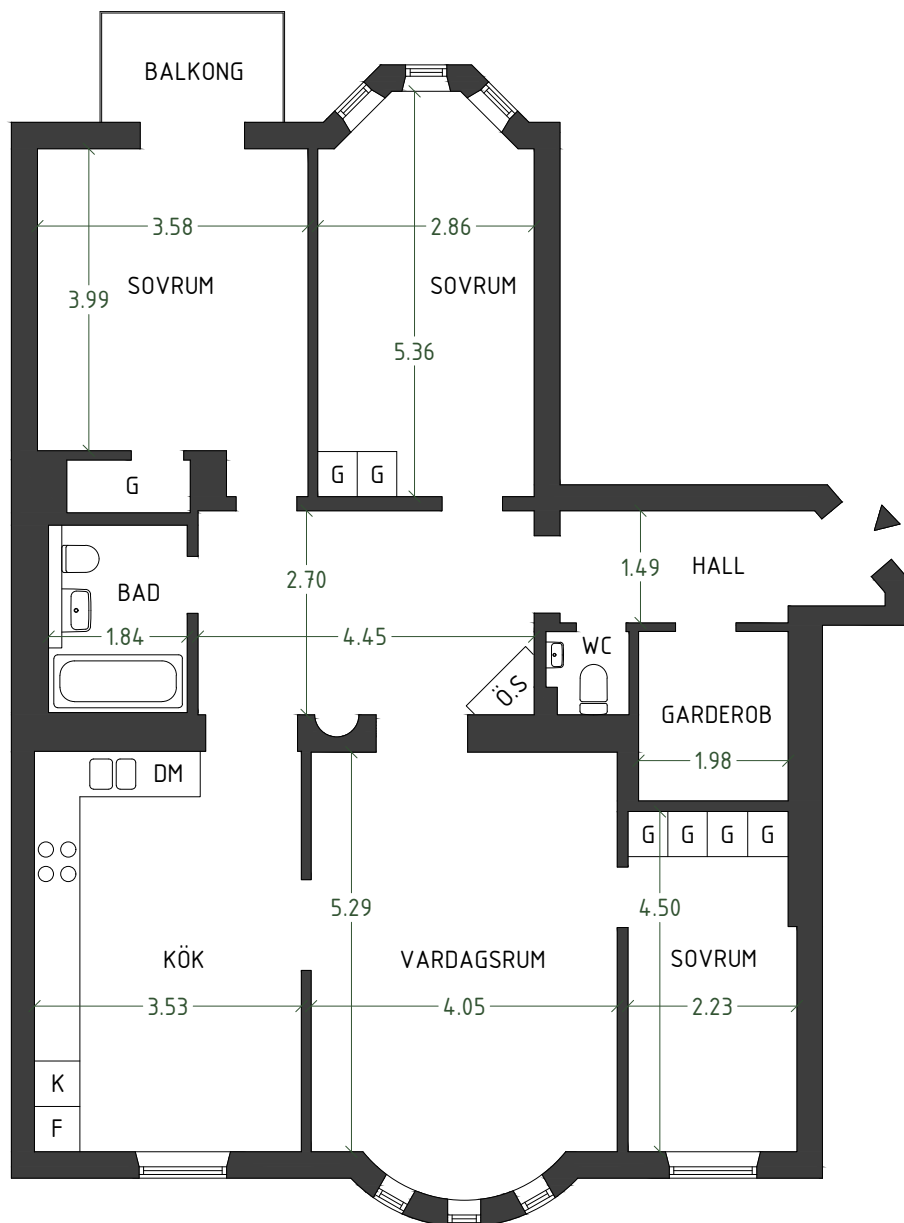 BALKONG
3.58
2.86
SOVRUM
SOVRUM
3.99
5.36
G
G
G
2.70
1.49
HALL
BAD
1.84
4.45
WC
Ö.S
GARDEROB
1.98
DM
G
G
G
G
5.29
4.50
KÖK
VARDAGSRUM
SOVRUM
3.53
4.05
2.23
K
F